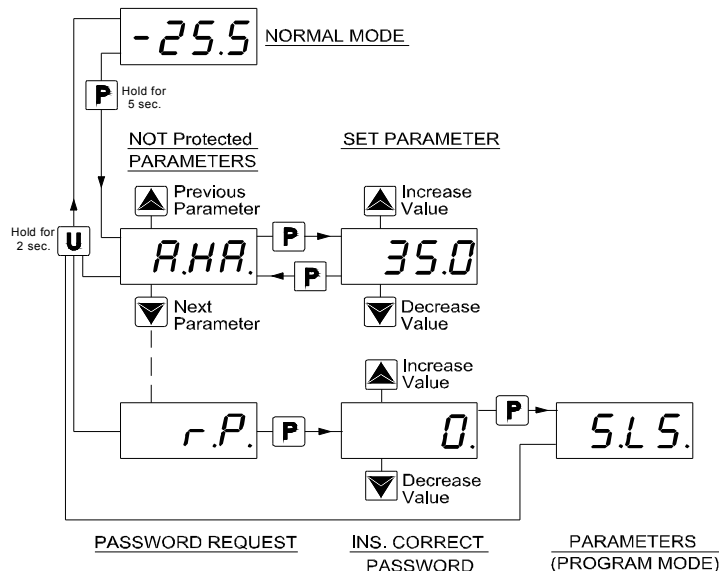 -25.5 NORMAL MODE
P Hold for
5 sec.
NOT Protected
PARAMETERS
SET PARAMETER
Previous
Parameter
Increase
Value
Hold for
2 sec.
U
A.HA.
P
P
35.0
Next
Parameter
Decrease
Value
Increase
Value
r.P.
P
0.
P
S.L.S.
Decrease
Value
PASSWORD REQUEST
INS. CORRECT
PASSWORD
PARAMETERS
(PROGRAM MODE)